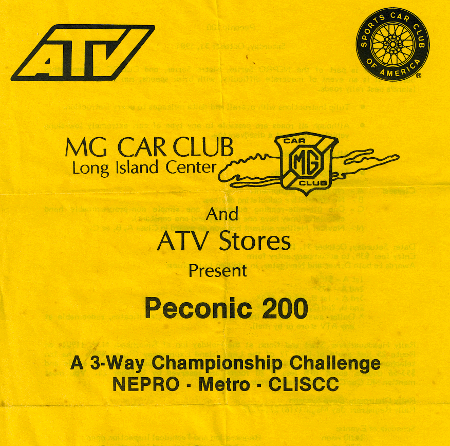 ATV
SPORTS CAR CLUB
OF AMERICA
®
MG CAR CLUB
Long Island Center
CAR
MG
CLUB
And
ATV Stores
Present
Peconic 200
A 3-Way Championship Challenge
NEPRO - Metro - CLISCC